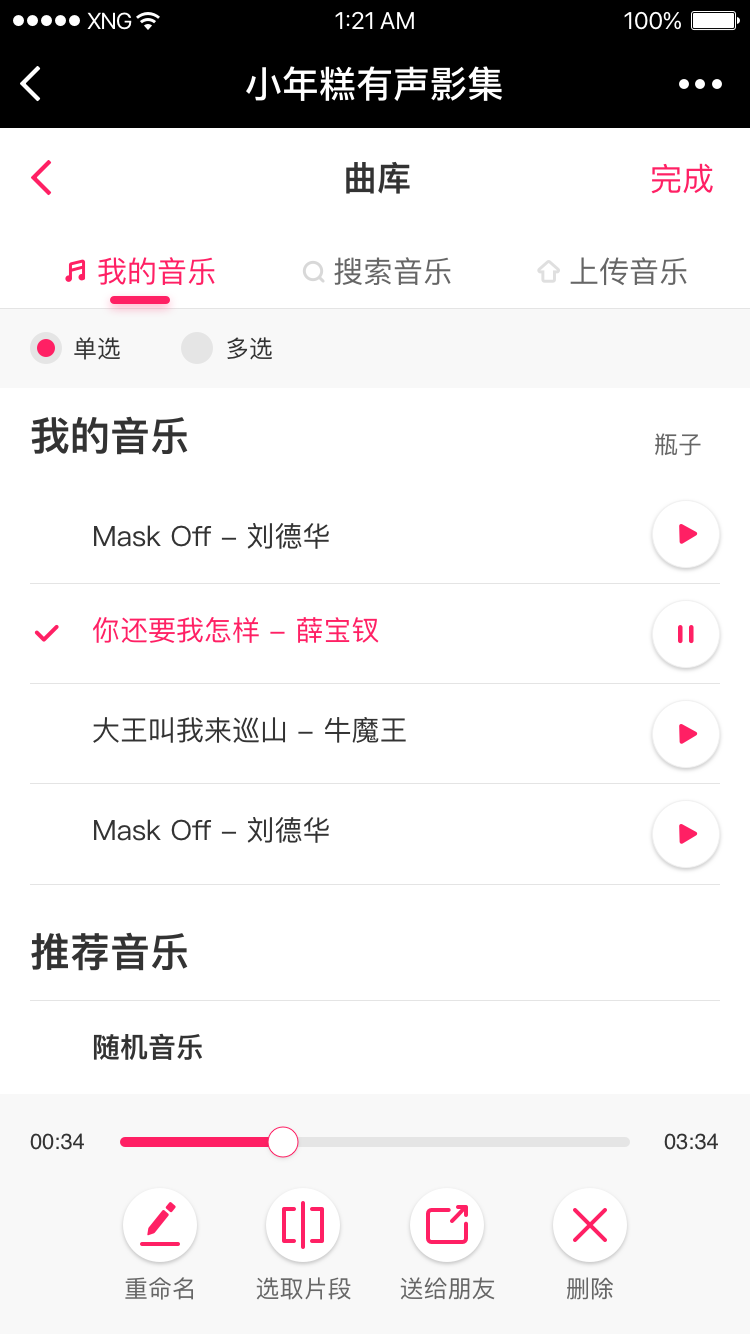 XNG 1:21 AM 100%
小年糕有声影集
曲库 完成
我的音乐 搜索音乐 上传音乐
单选 多选
我的音乐 瓶子
Mask Off – 刘德华
你还要我怎样 – 薛宝钗
大王叫我来巡山 – 牛魔王
Mask Off – 刘德华
推荐音乐
随机音乐
00:34 03:34
重命名 选取片段 送给朋友 删除